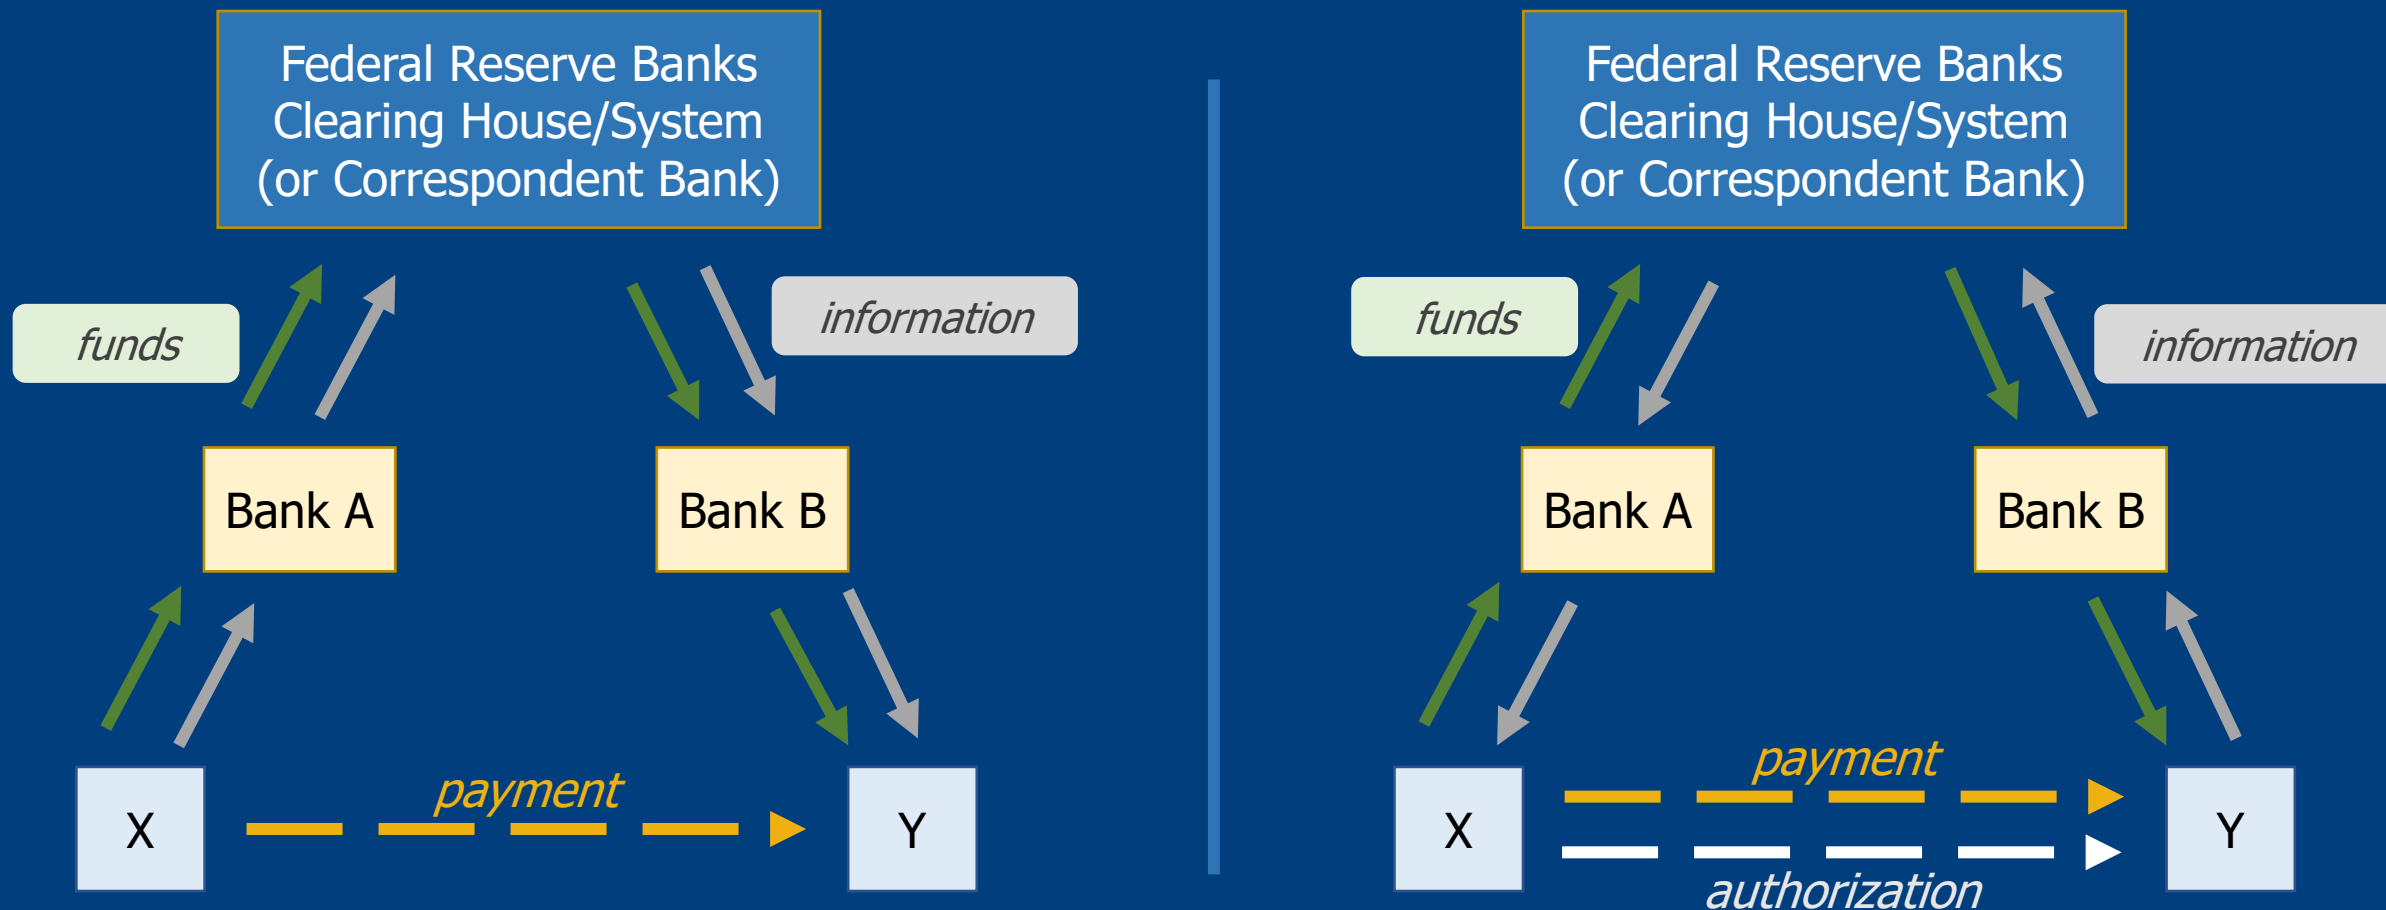 Federal Reserve Banks
Clearing House/System
(or Correspondent Bank)
funds
information
Bank A
Bank B
payment
X
Y
Federal Reserve Banks
Clearing House/System
(or Correspondent Bank)
funds
information
Bank A
Bank B
payment
X
Y
authorization